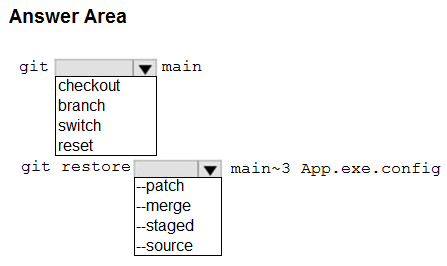 Answer Area
git main
checkout
branch
switch
reset
git restore main~3 App.exe.config
--patch
--merge
--staged
--source